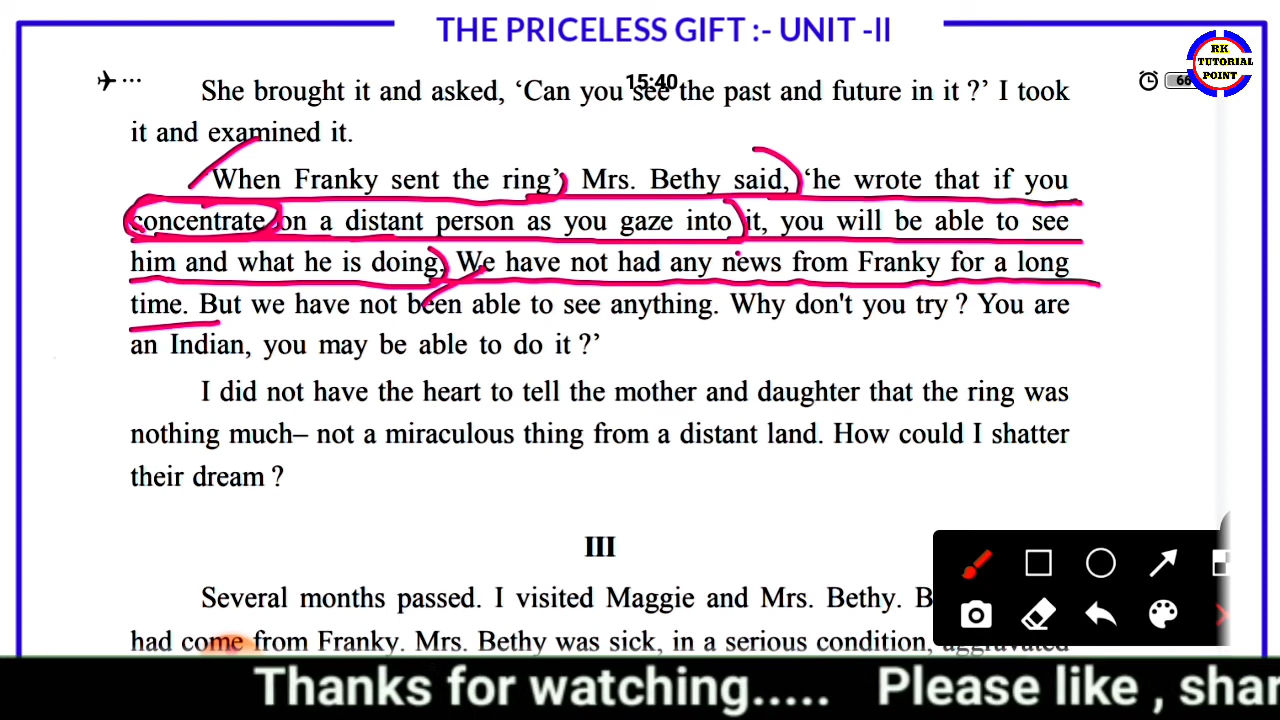 THE PRICELESS GIFT :- UNIT -II
RK
TUTORIAL
POINT
15:40
66
She brought it and asked, ‘Can you see the past and future in it ?’ I took
it and examined it.
When Franky sent the ring’, Mrs. Bethy said, ‘he wrote that if you
concentrate on a distant person as you gaze into it, you will be able to see
him and what he is doing. We have not had any news from Franky for a long
time. But we have not been able to see anything. Why don't you try ? You are
an Indian, you may be able to do it ?’
I did not have the heart to tell the mother and daughter that the ring was
nothing much– not a miraculous thing from a distant land. How could I shatter
their dream ?
III
Several months passed. I visited Maggie and Mrs. Bethy. B
had come from Franky. Mrs. Bethy was sick, in a serious condition, aggravated
Thanks for watching..... Please like , shar